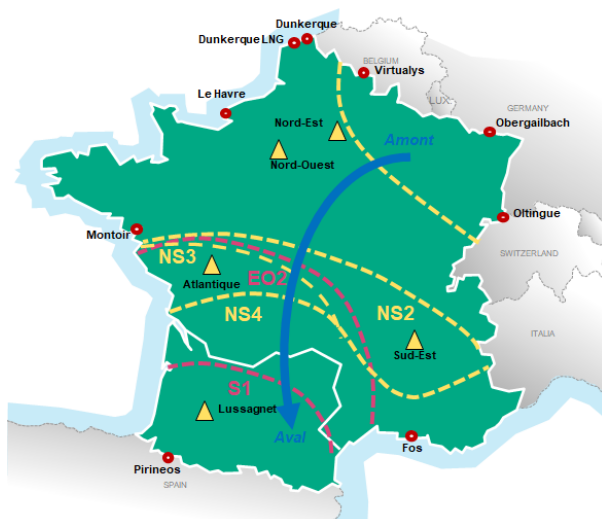 Dunkerque
Dunkerque LNG
BELGIUM
Virtualys
Le Havre
LUX
GERMANY
Nord-Est
Obergailbach
Amont
Nord-Ouest
Oltingue
Montoir
SWITZERLAND
NS3
EO2
Atlantique
NS4
NS2
ITALIA
Sud-Est
S1
Lussagnet
Aval
Fos
Pirineos
SPAIN